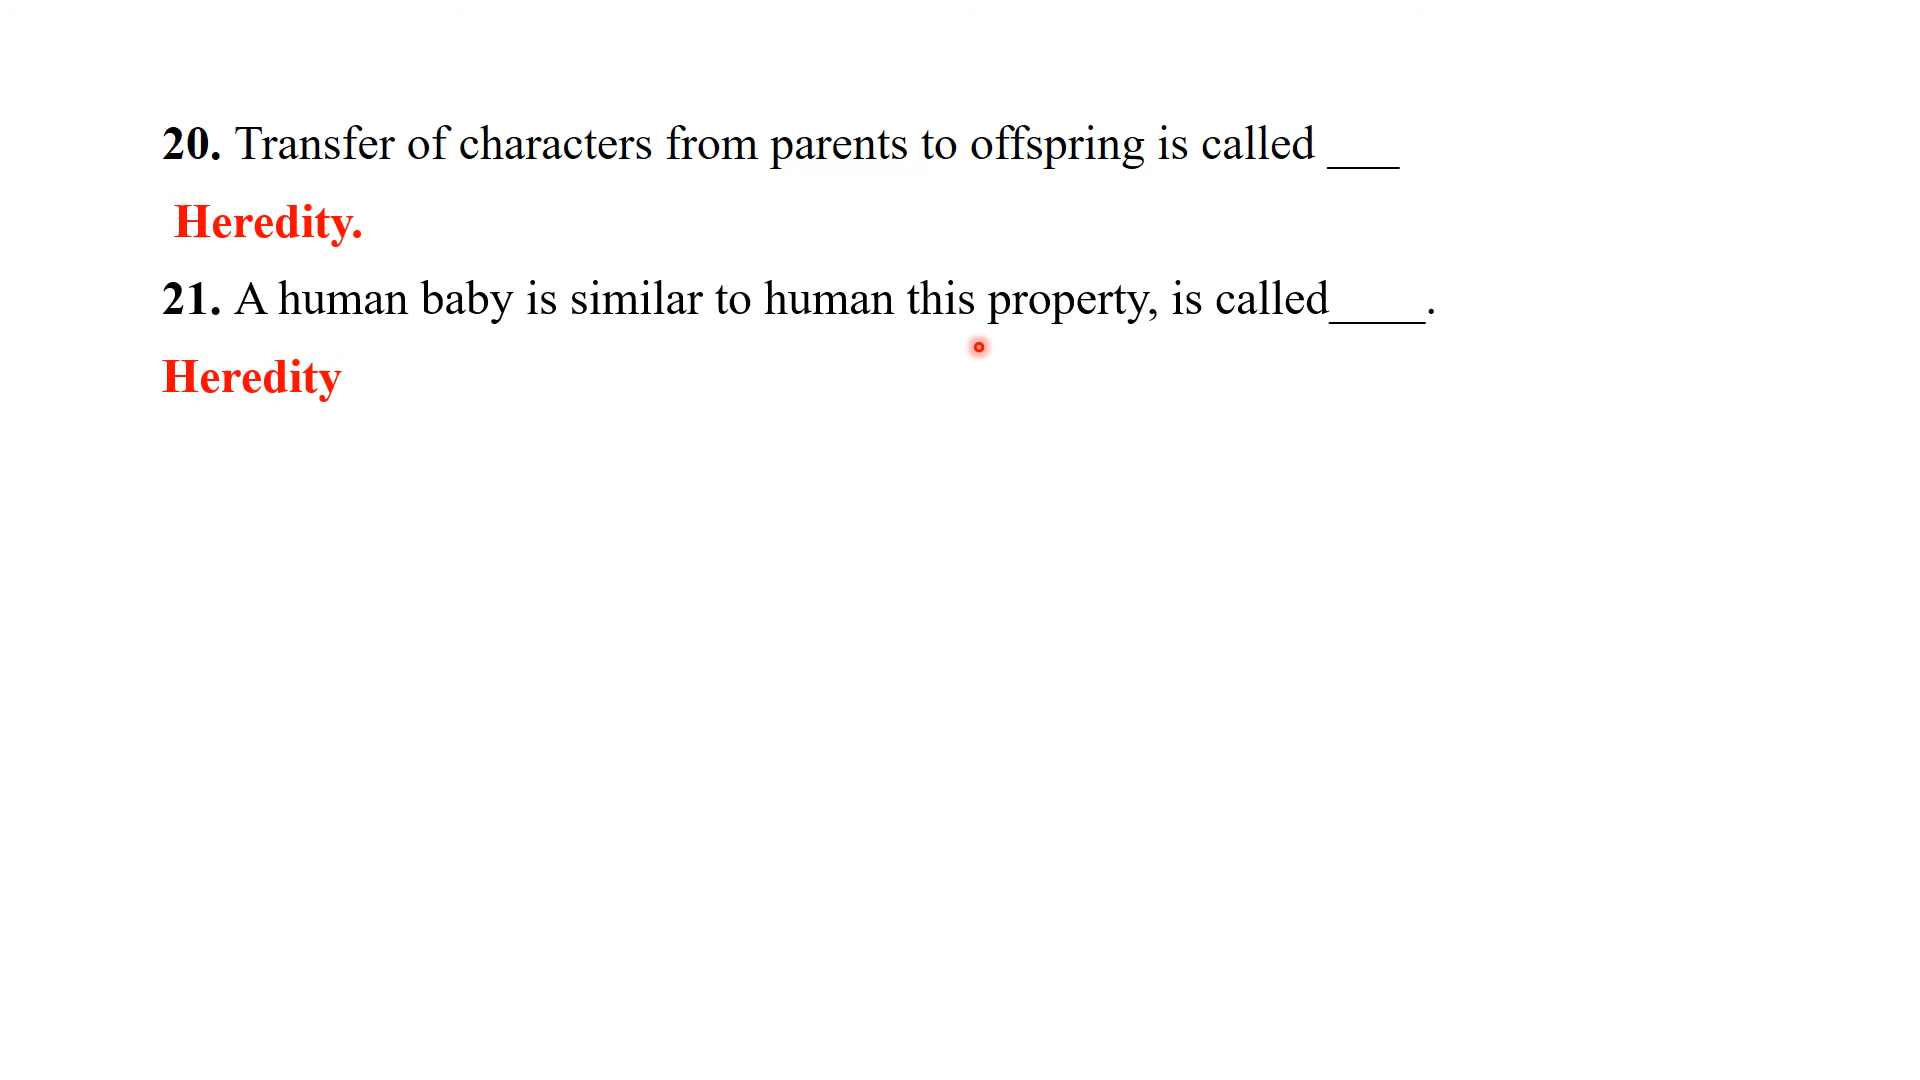 20. Transfer of characters from parents to offspring is called ___
Heredity.
21. A human baby is similar to human this property, is called____.
Heredity